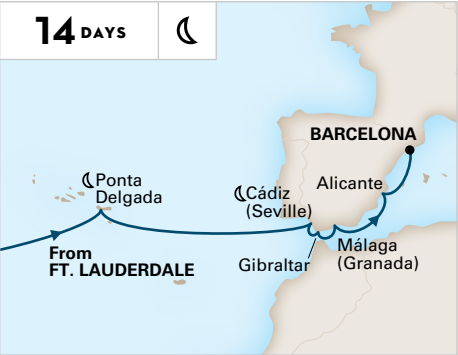 14 DAYS
BARCELONA
Ponta
Delgada
Cádiz
(Seville)
Alicante
From
FT. LAUDERDALE
Gibraltar
Málaga
(Granada)